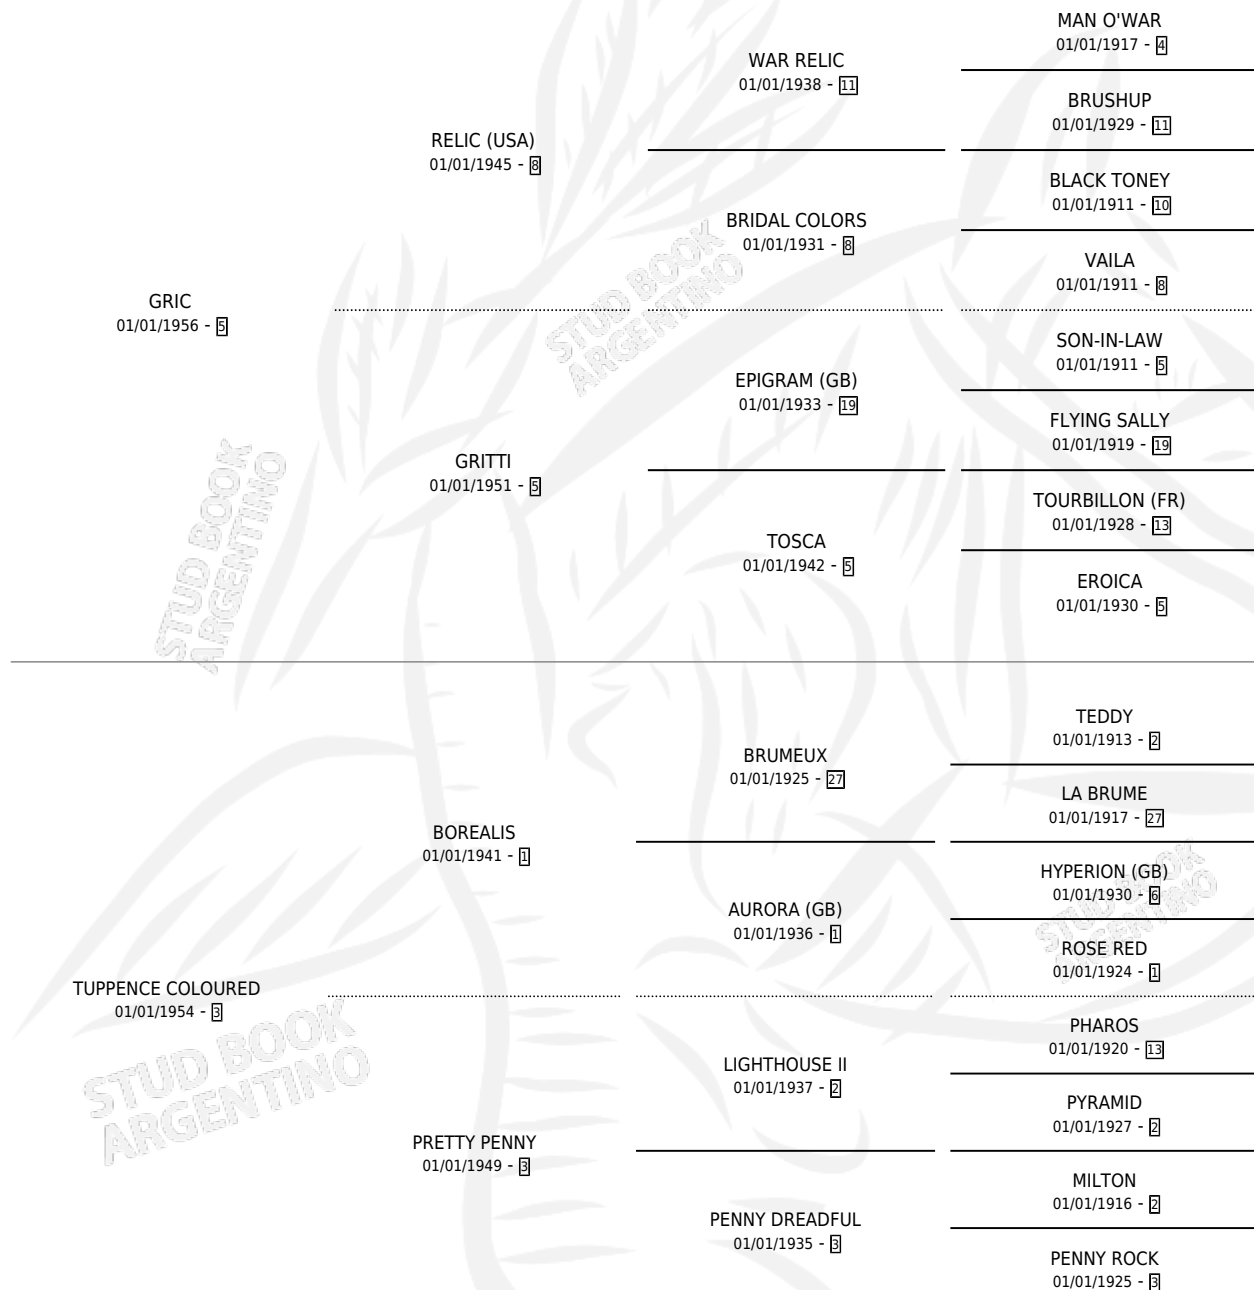 MAN O'WAR
01/01/1917 - 4
WAR RELIC
01/01/1938 - 11
BRUSHUP
01/01/1929 - 11
RELIC (USA)
01/01/1945 - 8
BLACK TONEY
01/01/1911 - 10
BRIDAL COLORS
01/01/1931 - 8
VAILA
01/01/1911 - 8
GRIC
01/01/1956 - 5
STUD BOOK
ARGENTINO
SON-IN-LAW
01/01/1911 - 5
EPIGRAM (GB)
01/01/1933 - 19
FLYING SALLY
01/01/1919 - 19
GRITTI
01/01/1951 - 5
TOURBILLON (FR)
01/01/1928 - 13
TOSCA
01/01/1942 - 5
EROICA
01/01/1930 - 5
STUD BOOK
ARGENTINO
TEDDY
01/01/1913 - 2
BRUMEUX
01/01/1925 - 27
LA BRUME
01/01/1917 - 27
BOREALIS
01/01/1941 - 1
HYPERION (GB)
01/01/1930 - 6
AURORA (GB)
01/01/1936 - 1
STUD BOOK
ARGENTINO
ROSE RED
01/01/1924 - 1
TUPPENCE COLOURED
01/01/1954 - 3
STUD BOOK
ARGENTINO
PHAROS
01/01/1920 - 13
LIGHTHOUSE II
01/01/1937 - 2
PYRAMID
01/01/1927 - 2
PRETTY PENNY
01/01/1949 - 3
MILTON
01/01/1916 - 2
PENNY DREADFUL
01/01/1935 - 3
PENNY ROCK
01/01/1925 - 3